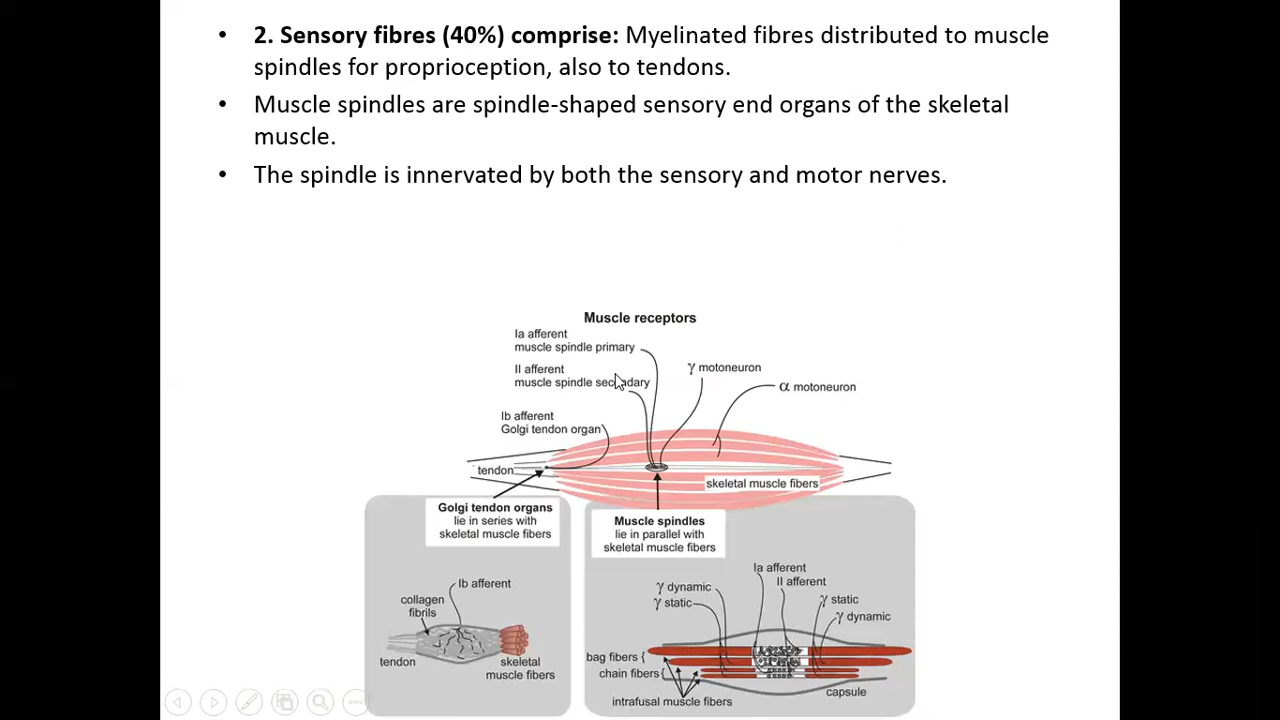 • 2. Sensory fibres (40%) comprise: Myelinated fibres distributed to muscle
spindles for proprioception, also to tendons.
• Muscle spindles are spindle-shaped sensory end organs of the skeletal
muscle.
• The spindle is innervated by both the sensory and motor nerves.
Muscle receptors
Ia afferent
muscle spindle primary
II afferent
muscle spindle secondary
γ motoneuron
α motoneuron
Ib afferent
Golgi tendon organ
tendon
skeletal muscle fibers
Golgi tendon organs
lie in series with
skeletal muscle fibers
Muscle spindles
lie in parallel with
skeletal muscle fibers
Ib afferent
collagen
fibrils
tendon
skeletal
muscle fibers
Ia afferent
II afferent
γ dynamic
γ static
γ static
γ dynamic
bag fibers {
chain fibers {
intrafusal muscle fibers
capsule